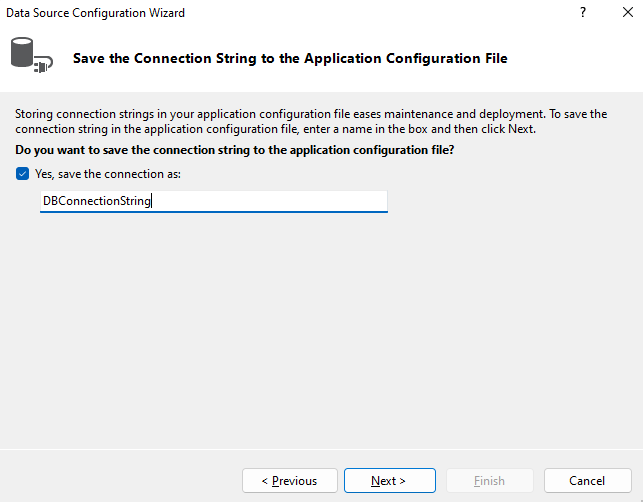 Data Source Configuration Wizard
?
Save the Connection String to the Application Configuration File
Storing connection strings in your application configuration file eases maintenance and deployment. To save the
connection string in the application configuration file, enter a name in the box and then click Next.
Do you want to save the connection string to the application configuration file?
Yes, save the connection as:
DBConnectionString
< Previous
Next >
Finish
Cancel